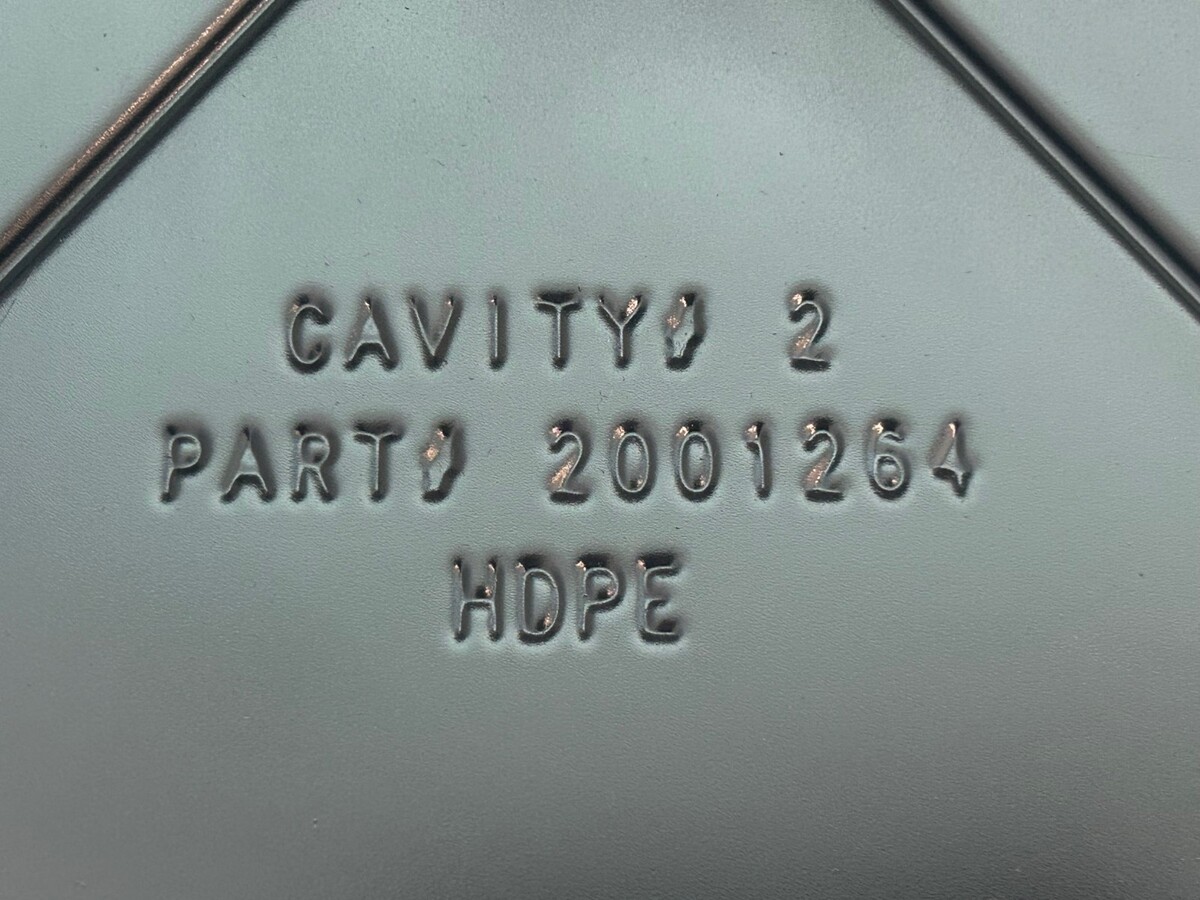 CAVITY# 2
PART# 2001264
HDPE